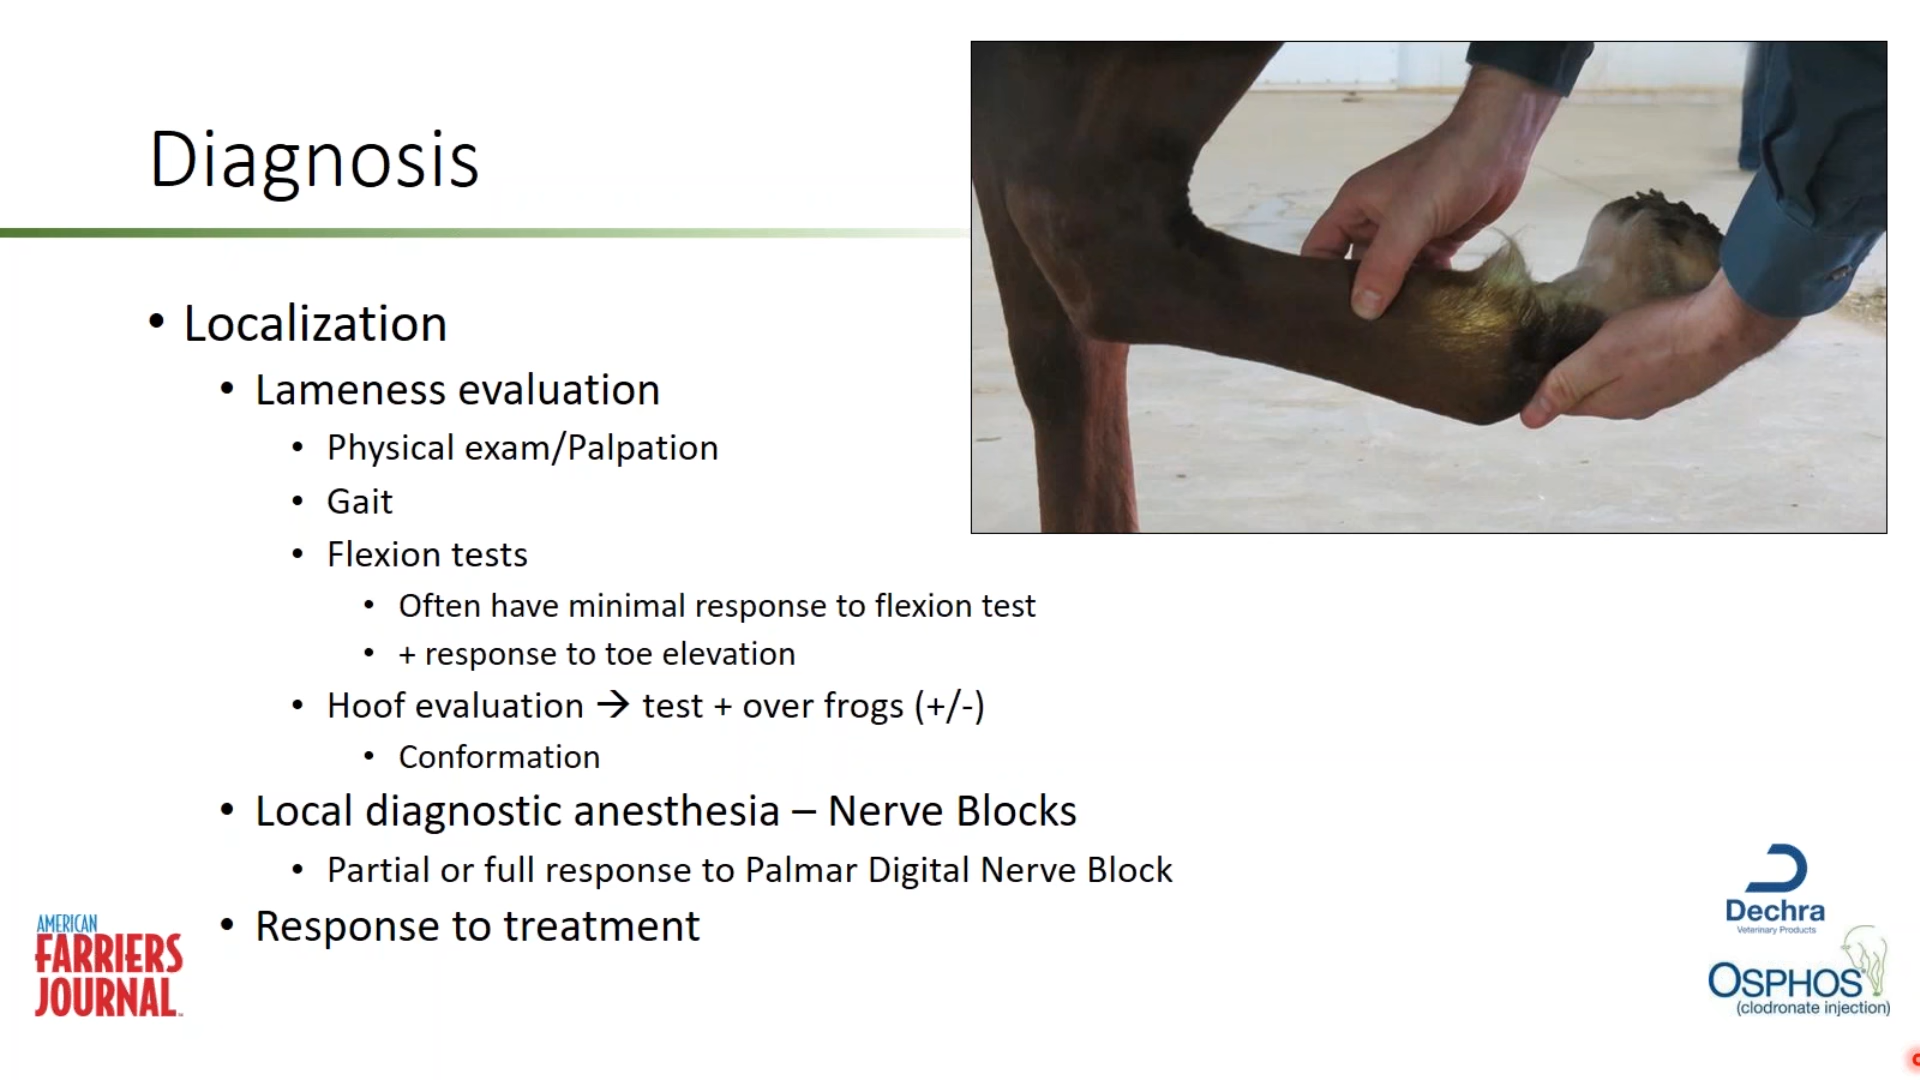 Diagnosis
• Localization
• Lameness evaluation
• Physical exam/Palpation
• Gait
• Flexion tests
• Often have minimal response to flexion test
• + response to toe elevation
• Hoof evaluation → test + over frogs (+/-)
• Conformation
• Local diagnostic anesthesia – Nerve Blocks
• Partial or full response to Palmar Digital Nerve Block
• Response to treatment
AMERICAN
FARRIERS
JOURNAL
Dechra
Veterinary Products
OSPHOS
(clodronate injection)